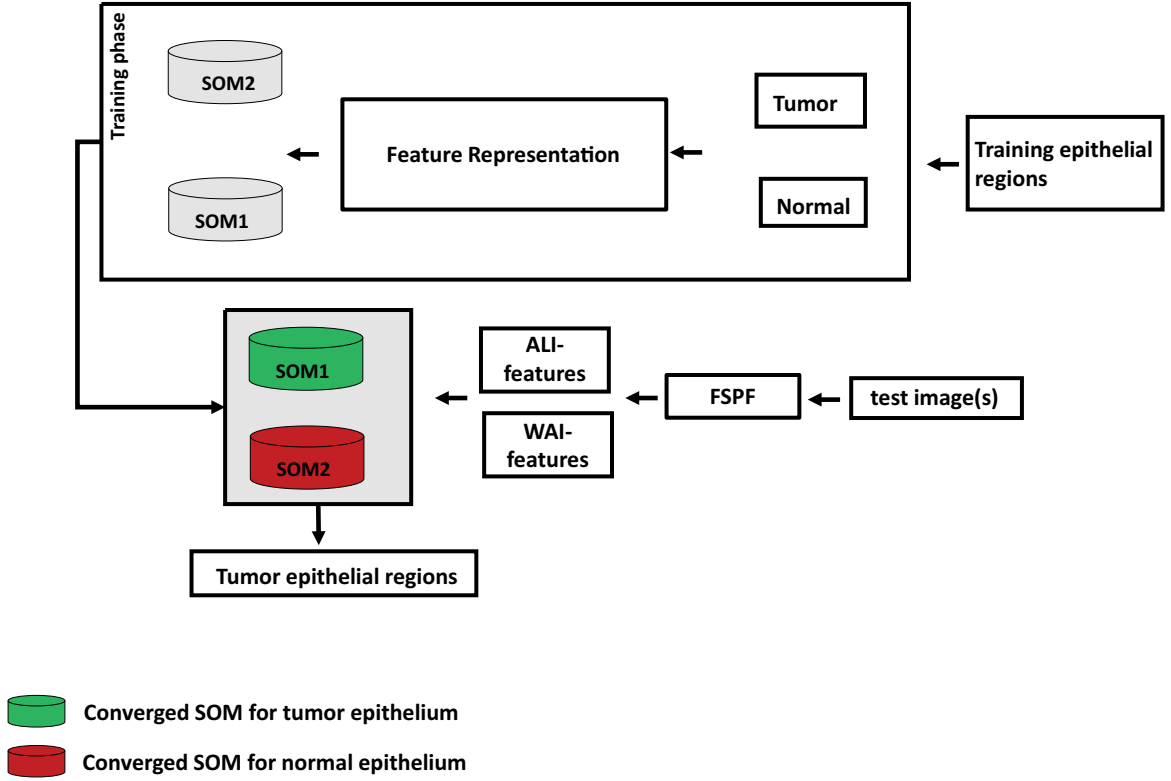 Training phase
SOM2
SOM1
Feature Representation
Tumor
Normal
Training epithelial
regions
SOM1
SOM2
ALI-
features
WAI-
features
FSPF
test image(s)
Tumor epithelial regions
Converged SOM for tumor epithelium
Converged SOM for normal epithelium